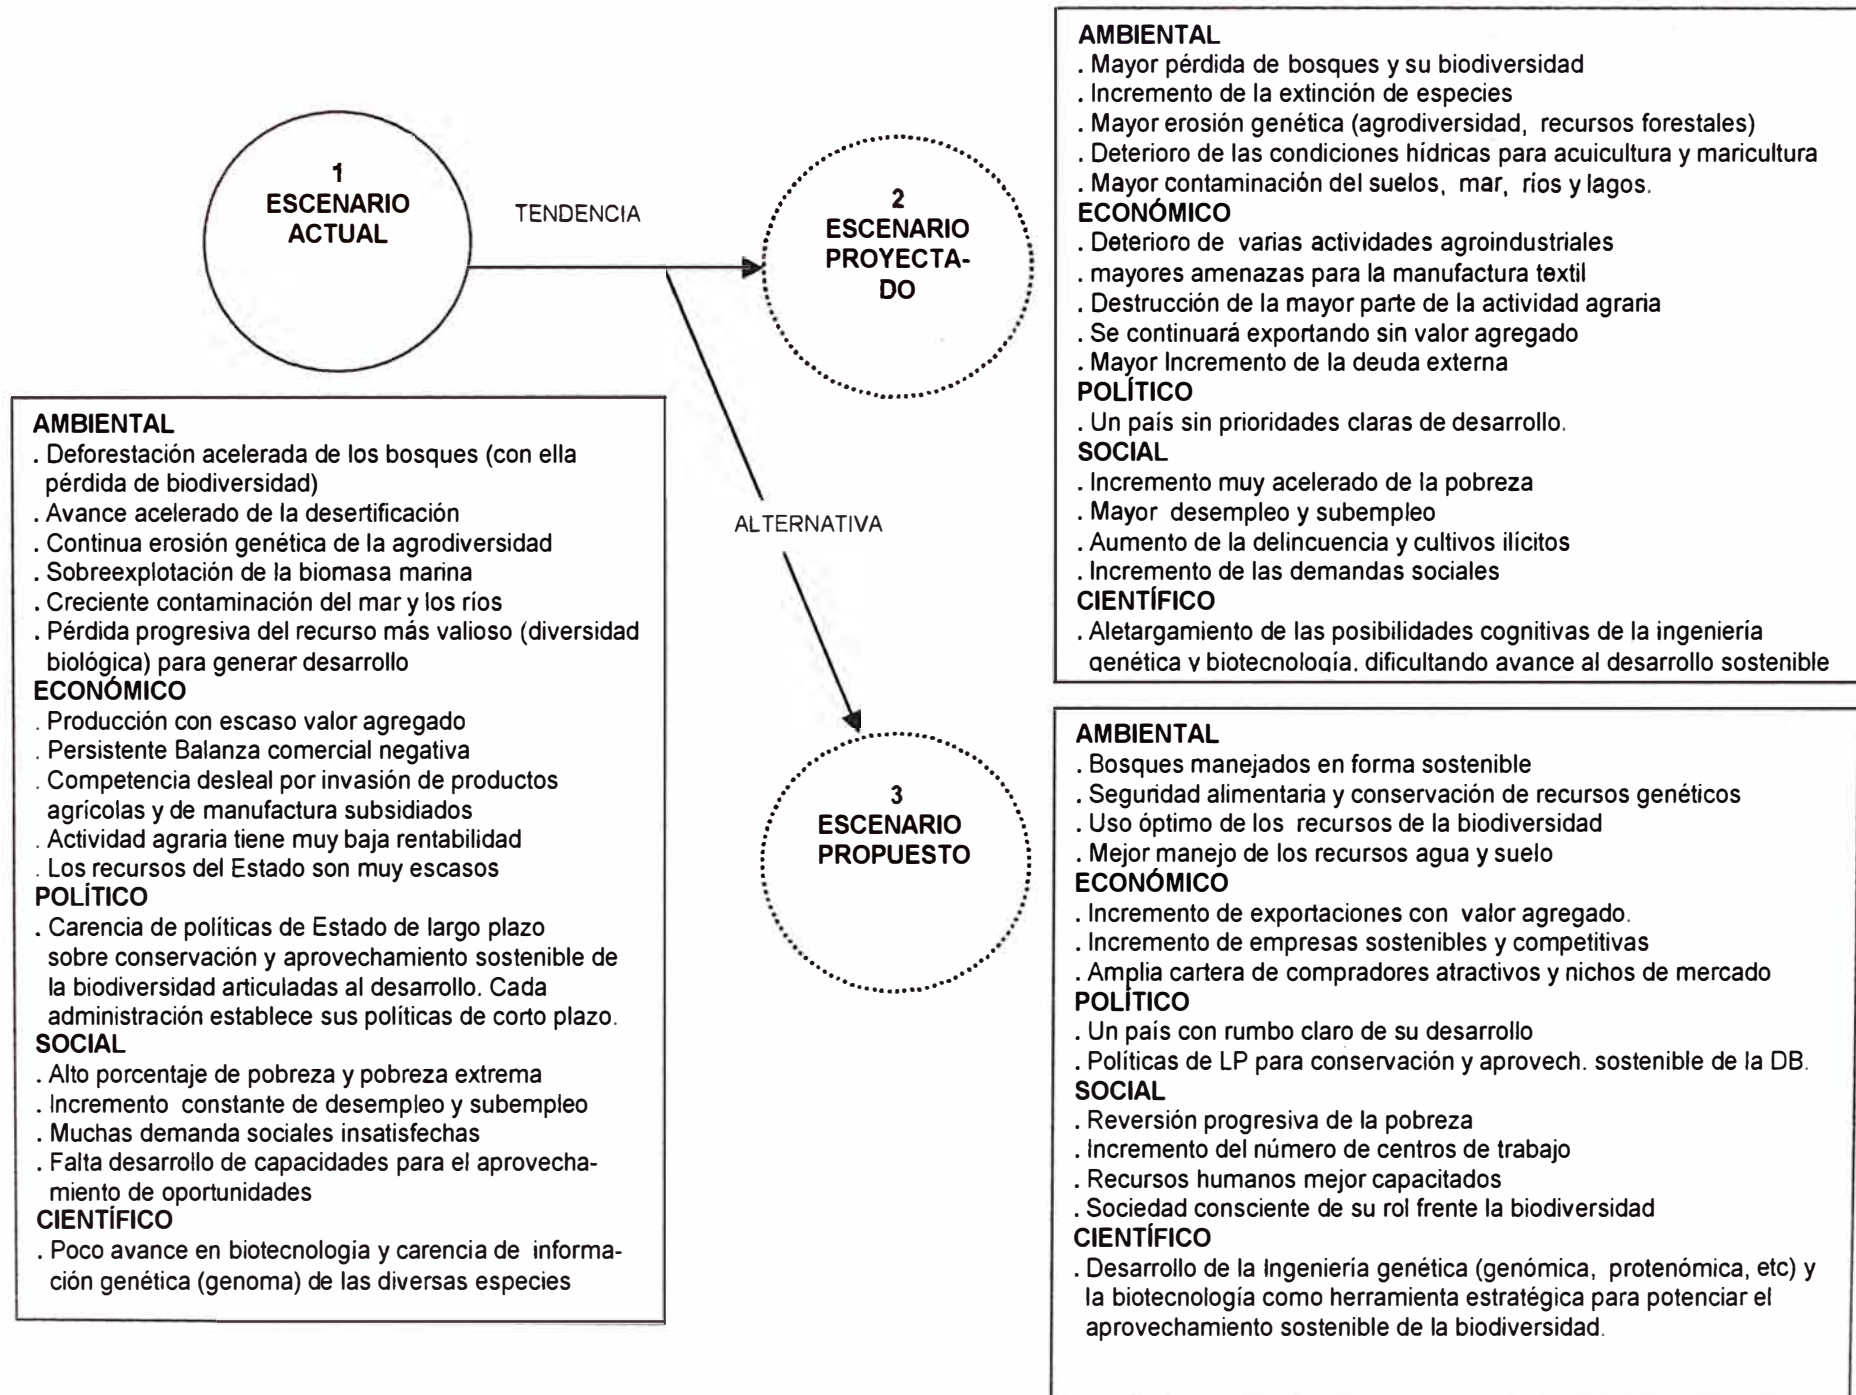 1
ESCENARIO
ACTUAL
TENDENCIA
2
ESCENARIO
PROYECTA-
DO
ALTERNATIVA
3
ESCENARIO
PROPUESTO
AMBIENTAL
. Deforestación acelerada de los bosques (con ella
pérdida de biodiversidad)
. Avance acelerado de la desertificación
. Continua erosión genética de la agrodiversidad
. Sobreexplotación de la biomasa marina
. Creciente contaminación del mar y los ríos
. Pérdida progresiva del recurso más valioso (diversidad
biológica) para generar desarrollo
ECONÓMICO
. Producción con escaso valor agregado
. Persistente Balanza comercial negativa
. Competencia desleal por invasión de productos
agrícolas y de manufactura subsidiados
. Actividad agraria tiene muy baja rentabilidad
. Los recursos del Estado son muy escasos
POLÍTICO
. Carencia de políticas de Estado de largo plazo
sobre conservación y aprovechamiento sostenible de
la biodiversidad articuladas al desarrollo. Cada
administración establece sus políticas de corto plazo.
SOCIAL
. Alto porcentaje de pobreza y pobreza extrema
. Incremento constante de desempleo y subempleo
. Muchas demanda sociales insatisfechas
. Falta desarrollo de capacidades para el aprovecha-
miento de oportunidades
CIENTÍFICO
. Poco avance en biotecnología y carencia de informa-
ción genética (genoma) de las diversas especies
AMBIENTAL
. Mayor pérdida de bosques y su biodiversidad
. Incremento de la extinción de especies
. Mayor erosión genética (agrodiversidad, recursos forestales)
. Deterioro de las condiciones hídricas para acuicultura y maricultura
. Mayor contaminación del suelos, mar, ríos y lagos.
ECONÓMICO
. Deterioro de varias actividades agroindustriales
. mayores amenazas para la manufactura textil
. Destrucción de la mayor parte de la actividad agraria
. Se continuará exportando sin valor agregado
. Mayor Incremento de la deuda externa
POLÍTICO
. Un país sin prioridades claras de desarrollo.
SOCIAL
. Incremento muy acelerado de la pobreza
. Mayor desempleo y subempleo
. Aumento de la delincuencia y cultivos ilícitos
. Incremento de las demandas sociales
CIENTÍFICO
. Aletargamiento de las posibilidades cognitivas de la ingeniería
genética y biotecnología, dificultando avance al desarrollo sostenible
AMBIENTAL
. Bosques manejados en forma sostenible
. Seguridad alimentaria y conservación de recursos genéticos
. Uso óptimo de los recursos de la biodiversidad
. Mejor manejo de los recursos agua y suelo
ECONÓMICO
. Incremento de exportaciones con valor agregado.
. Incremento de empresas sostenibles y competitivas
. Amplia cartera de compradores atractivos y nichos de mercado
POLÍTICO
. Un país con rumbo claro de su desarrollo
. Políticas de LP para conservación y aprovech. sostenible de la DB.
SOCIAL
. Reversión progresiva de la pobreza
. Incremento del número de centros de trabajo
. Recursos humanos mejor capacitados
. Sociedad consciente de su rol frente la biodiversidad
CIENTÍFICO
. Desarrollo de la Ingeniería genética (genómica, protenómica, etc) y
la biotecnología como herramienta estratégica para potenciar el
aprovechamiento sostenible de la biodiversidad.